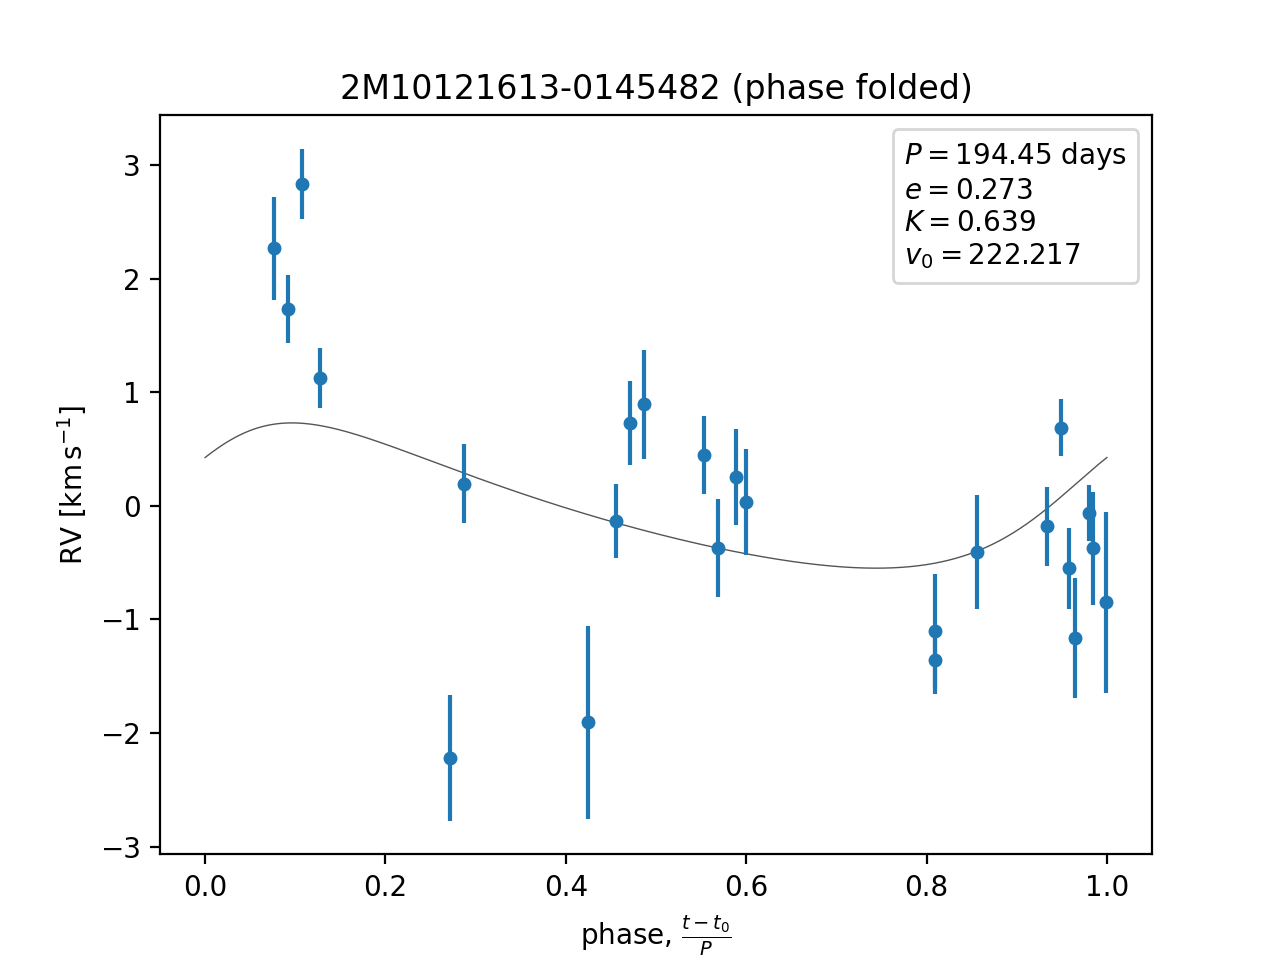 2M10121613-0145482 (phase folded)
P = 194.45 days
e = 0.273
K = 0.639
v₀ = 222.217
3
2
1
0
−1
−2
−3
RV [km s⁻¹]
0.0 0.2 0.4 0.6 0.8 1.0
phase, (t − t₀)/P